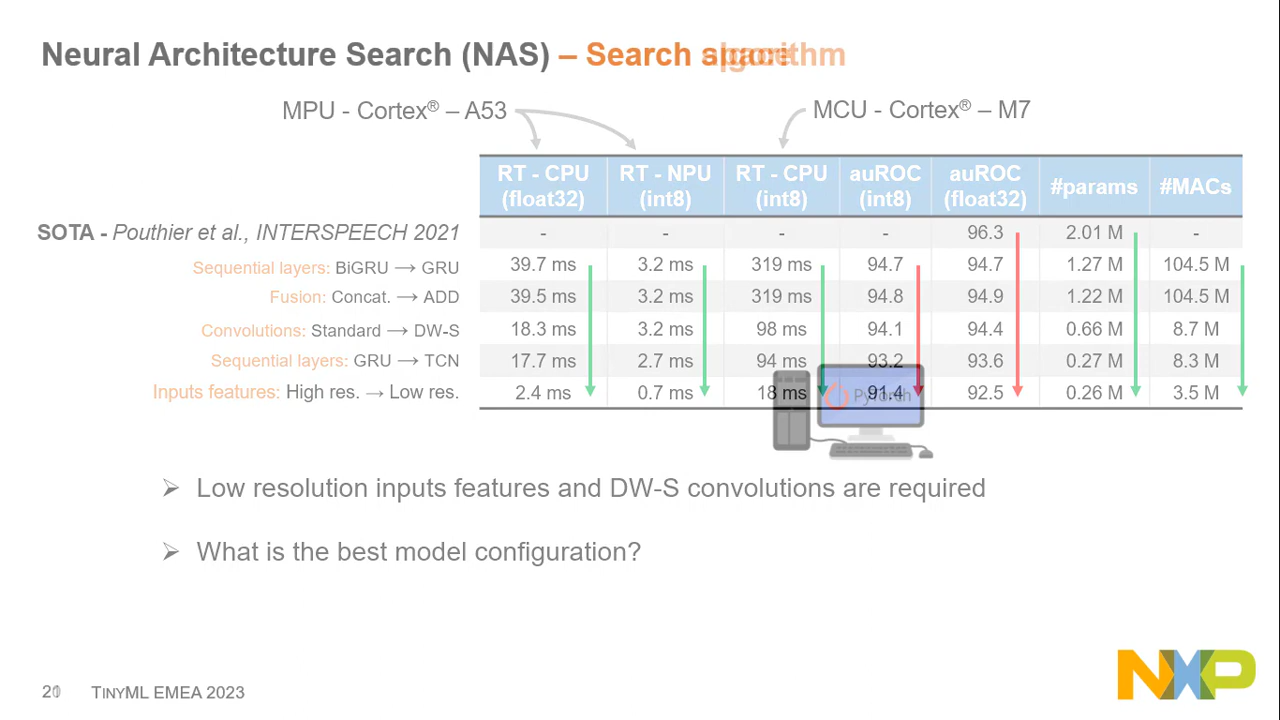 Neural Architecture Search (NAS) – Search
MPU - Cortex® – A53
MCU - Cortex® – M7
RT - CPU (float32) RT - NPU (int8) RT - CPU (int8) auROC (int8) auROC (float32) #params #MACs
SOTA - Pouthier et al., INTERSPEECH 2021 - - - - 96.3 2.01 M -
Sequential layers: BiGRU → GRU 39.7 ms 3.2 ms 319 ms 94.7 94.7 1.27 M 104.5 M
Fusion: Concat. → ADD 39.5 ms 3.2 ms 319 ms 94.8 94.9 1.22 M 104.5 M
Convolutions: Standard → DW-S 18.3 ms 3.2 ms 98 ms 94.1 94.4 0.66 M 8.7 M
Sequential layers: GRU → TCN 17.7 ms 2.7 ms 94 ms 93.2 93.6 0.27 M 8.3 M
Inputs features: High res. → Low res. 2.4 ms 0.7 ms 18 ms 91.4 92.5 0.26 M 3.5 M
PyTorch
➢ Low resolution inputs features and DW-S convolutions are required
➢ What is the best model configuration?
TINYML EMEA 2023
NXP